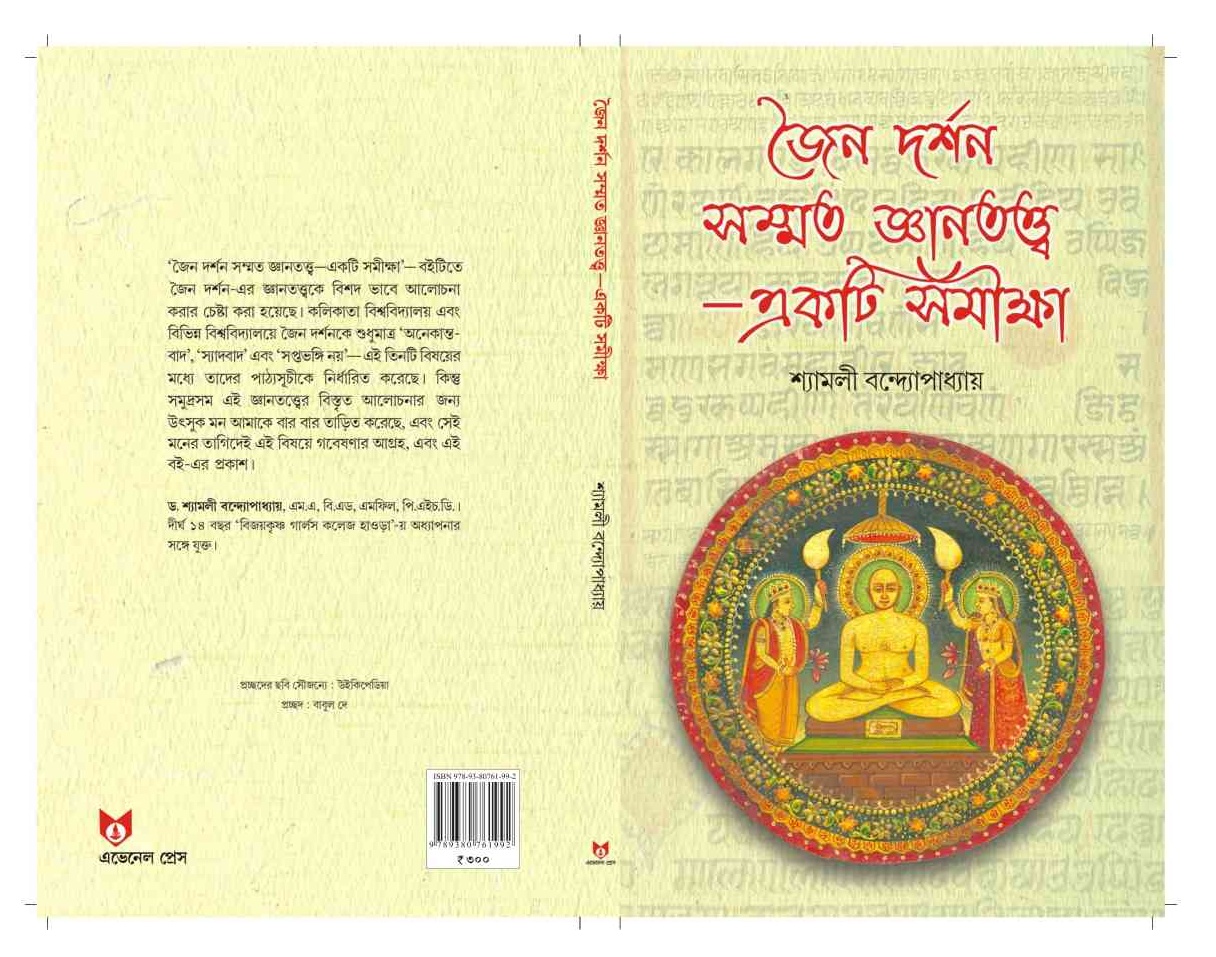 'জৈন দর্শন সম্মত জ্ঞানতত্ত্ব—একটি সমীক্ষা'— বইটিতে
জৈন দর্শন-এর জ্ঞানতত্ত্বকে বিশদ ভাবে আলোচনা
করার চেষ্টা করা হয়েছে। কলিকাতা বিশ্ববিদ্যালয় এবং
বিভিন্ন বিশ্ববিদ্যালয়ে জৈন দর্শনকে শুধুমাত্র 'অনেকান্ত-
বাদ', 'স্যাদবাদ' এবং 'সপ্তভঙ্গি নয়'— এই তিনটি বিষয়ের
মধ্যে তাদের পাঠ্যসূচীকে নির্ধারিত করেছে। কিন্তু
সমুদ্রসম এই জ্ঞানতত্ত্বের বিস্তৃত আলোচনার জন্য
উৎসুক মন আমাকে বার বার তাড়িত করেছে, এবং সেই
মনের তাগিদেই এই বিষয়ে গবেষণার আগ্রহ, এবং এই
বই-এর প্রকাশ।
ড. শ্যামলী বন্দ্যোপাধ্যায়, এম.এ, বি.এড, এমফিল, পি.এইচ.ডি.।
দীর্ঘ ১৪ বছর 'বিজয়কৃষ্ণ গার্লস কলেজ হাওড়া'-য় অধ্যাপনার
সঙ্গে যুক্ত।
প্রচ্ছদের ছবি সৌজন্যে : উইকিপেডিয়া
প্রচ্ছদ : বাবুল দে
এভেনেল প্রেস
ISBN 978-93-80761-99-2
9 789380 761992
₹ ৩০০
জৈন দর্শন সম্মত জ্ঞানতত্ত্ব—একটি সমীক্ষা
শ্যামলী বন্দ্যোপাধ্যায়
এভেনেল প্রেস
জৈন দর্শন
সম্মত জ্ঞানতত্ত্ব
—একটি সমীক্ষা
শ্যামলী বন্দ্যোপাধ্যায়